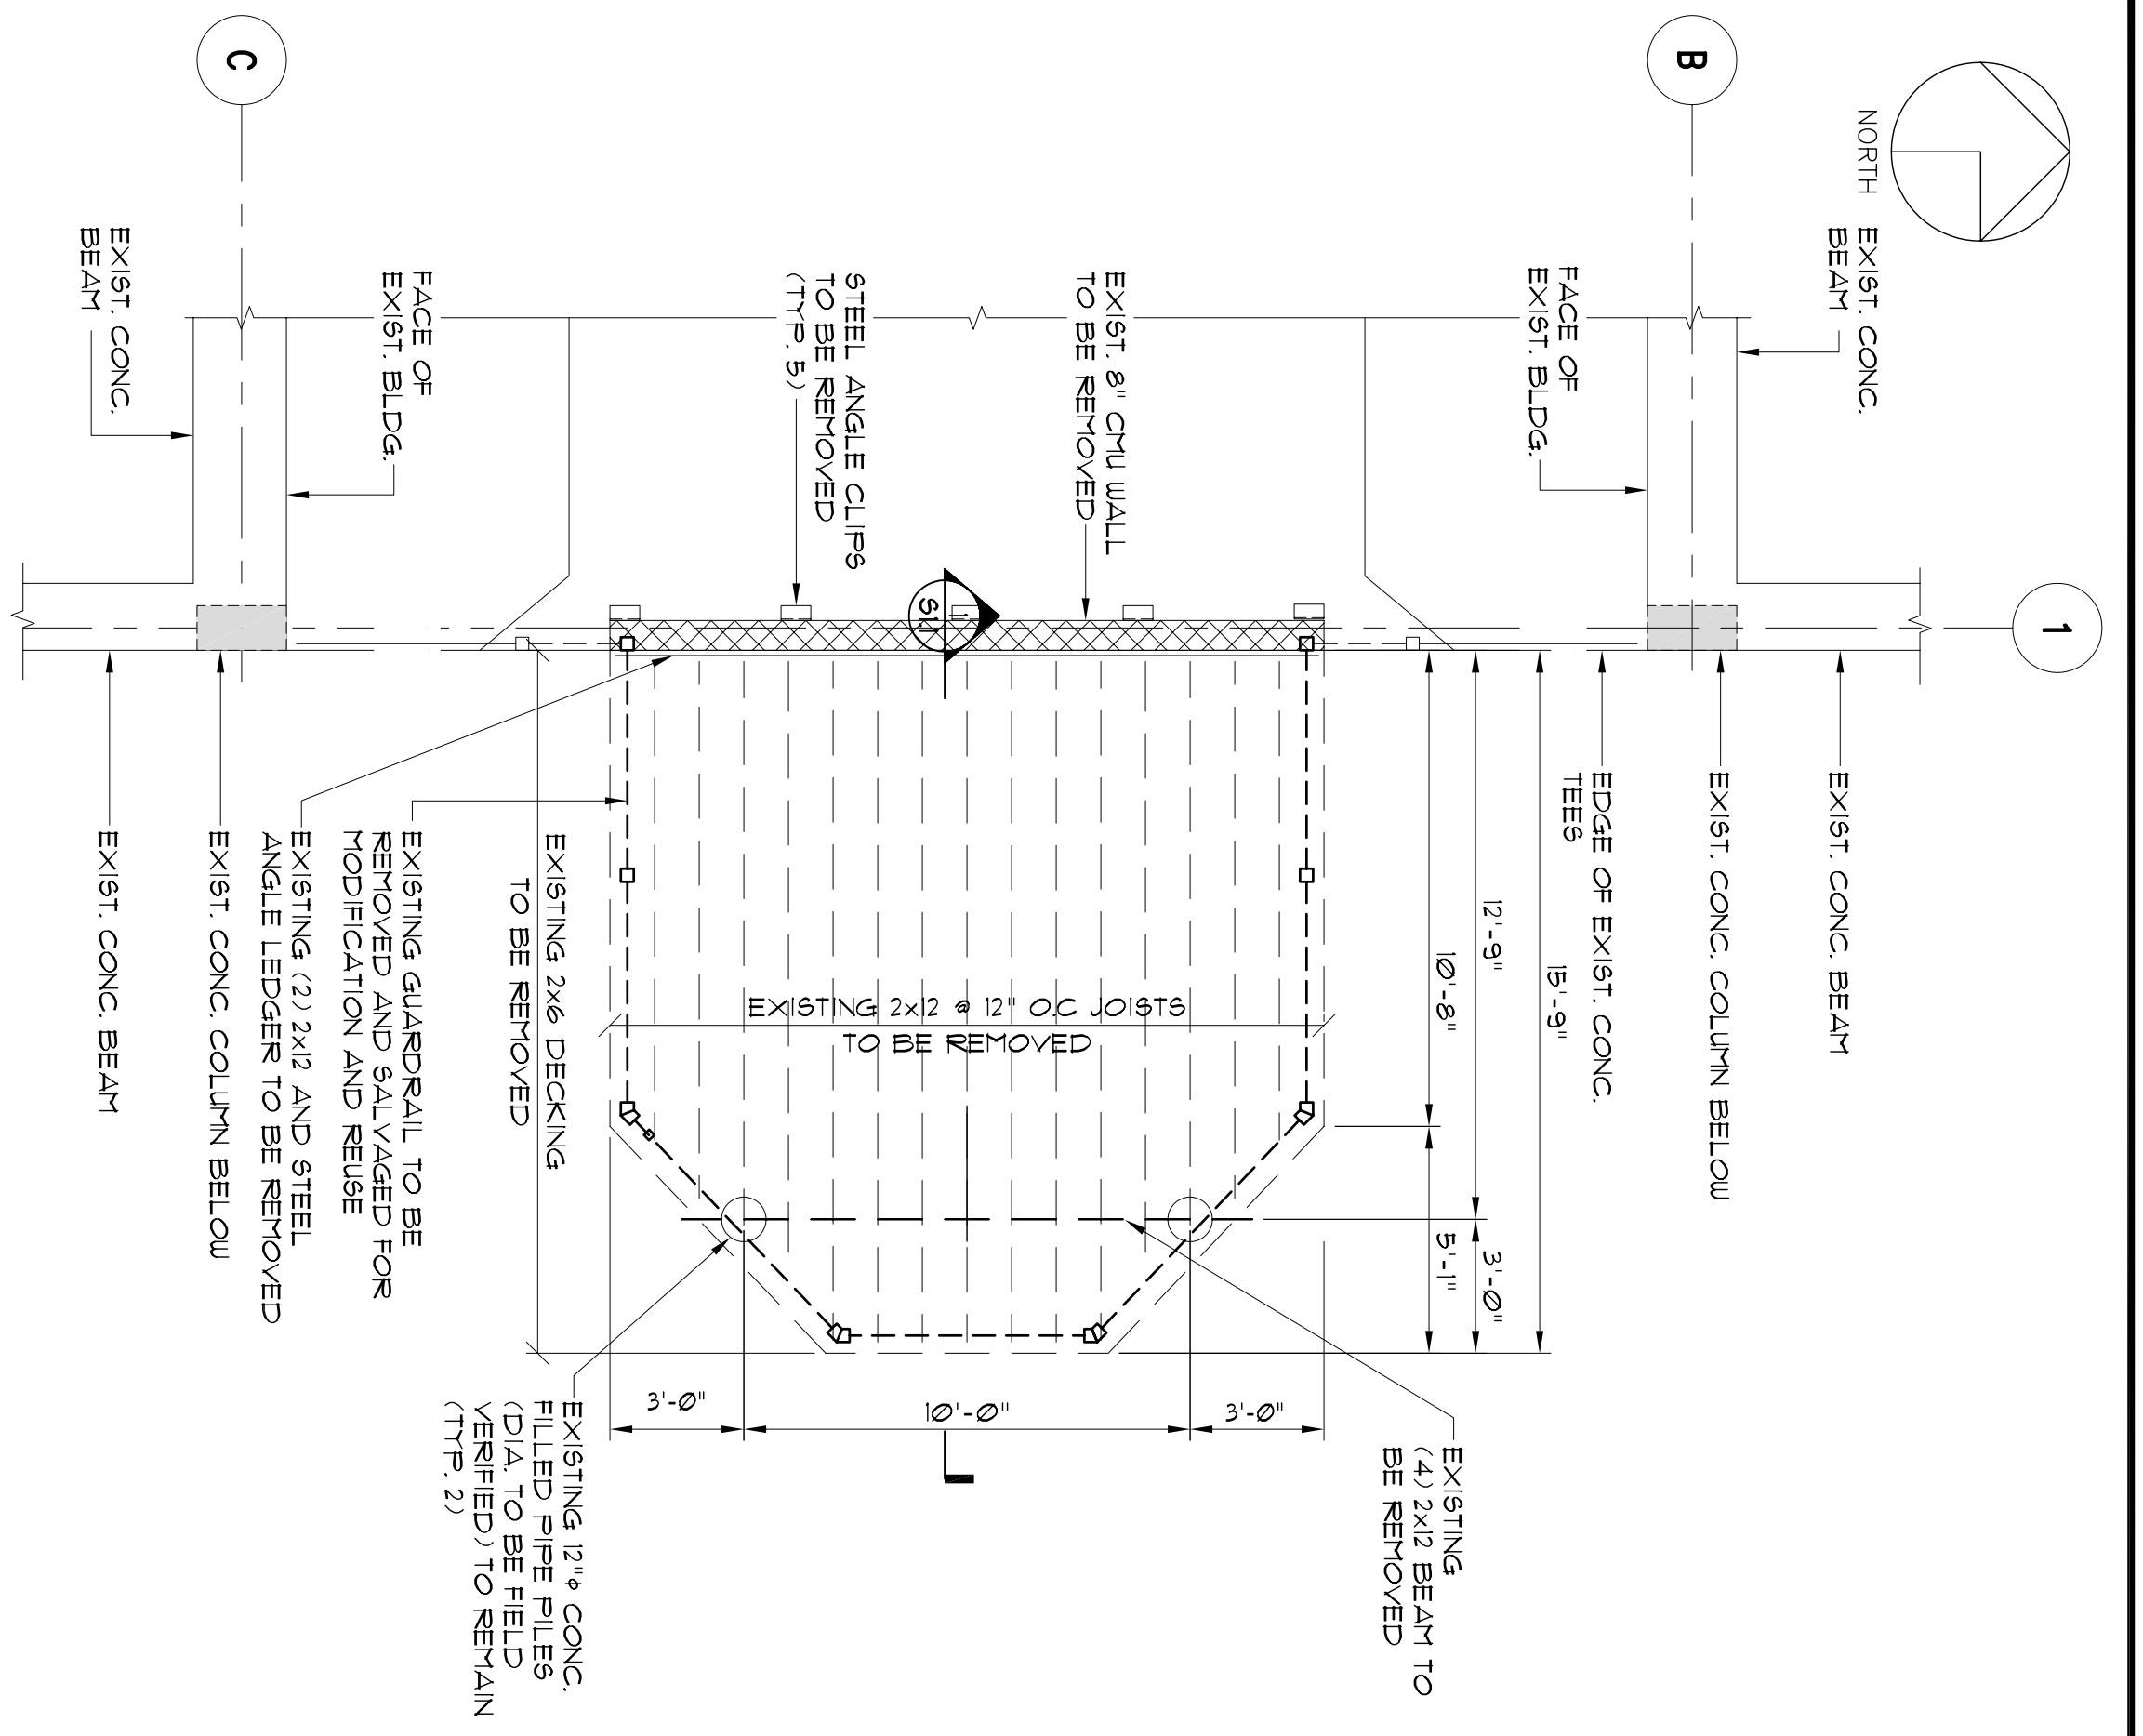 C
B
1
NORTH
EXIST. CONC.
BEAM
EXIST. CONC.
BEAM
FACE OF
EXIST. BLDG.
FACE OF
EXIST. BLDG.
STEEL ANGLE CLIPS
TO BE REMOVED
(TYP. 5)
EXIST. 8" CMU WALL
TO BE REMOVED
1
S1.1
EXIST. CONC. BEAM
EXIST. CONC. COLUMN BELOW
EDGE OF EXIST. CONC.
TEES
12'-9"
10'-8"
15'-9"
5'-1"
3'-0"
EXISTING 2x12 @ 12" O.C JOISTS
TO BE REMOVED
EXISTING 2x6 DECKING
TO BE REMOVED
EXISTING GUARDRAIL TO BE
REMOVED AND SALVAGED FOR
MODIFICATION AND REUSE
EXISTING (2) 2x12 AND STEEL
ANGLE LEDGER TO BE REMOVED
EXIST. CONC. COLUMN BELOW
EXIST. CONC. BEAM
3'-0"
10'-0"
3'-0"
EXISTING
(4) 2x12 BEAM TO
BE REMOVED
EXISTING 12"ϕ CONC.
FILLED PIPE PILES
(DIA. TO BE FIELD
VERIFIED) TO REMAIN
(TYP. 2)